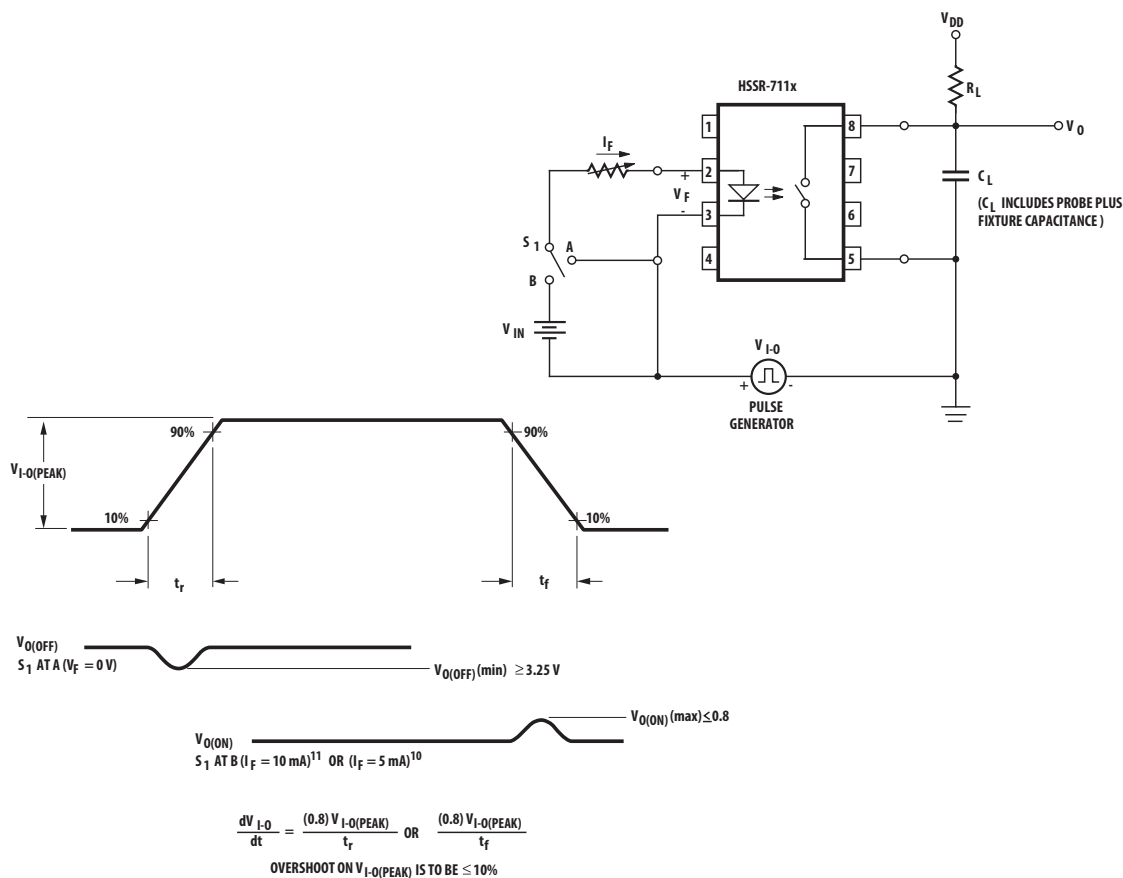 V_DD
HSSR-711x
R_L
1
8
V_O
I_F
2
+
7
C_L
V_F
(C_L INCLUDES PROBE PLUS
FIXTURE CAPACITANCE )
3
-
6
S_1
A
4
5
B
V_IN
V_I-O
+
-
PULSE
GENERATOR
90%
90%
V_I-O(PEAK)
10%
10%
t_r
t_f
V_O(OFF)
S_1 AT A (V_F = 0 V)
V_O(OFF) (min) ≥ 3.25 V
V_O(ON) (max) ≤ 0.8
V_O(ON)
S_1 AT B (I_F = 10 mA)^11 OR (I_F = 5 mA)^10
dV_I-O / dt = (0.8) V_I-O(PEAK) / t_r OR (0.8) V_I-O(PEAK) / t_f
OVERSHOOT ON V_I-O(PEAK) IS TO BE ≤ 10%